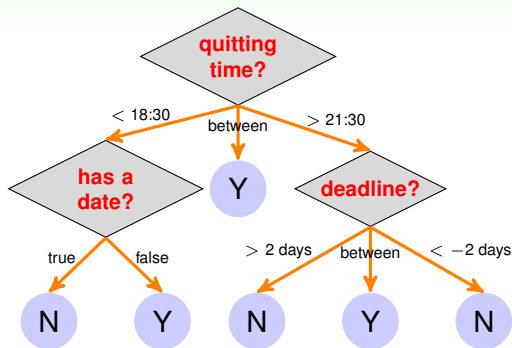 quitting
time?
< 18:30
between
> 21:30
has a
date?
Y
deadline?
true
false
> 2 days
between
< −2 days
N
Y
N
Y
N